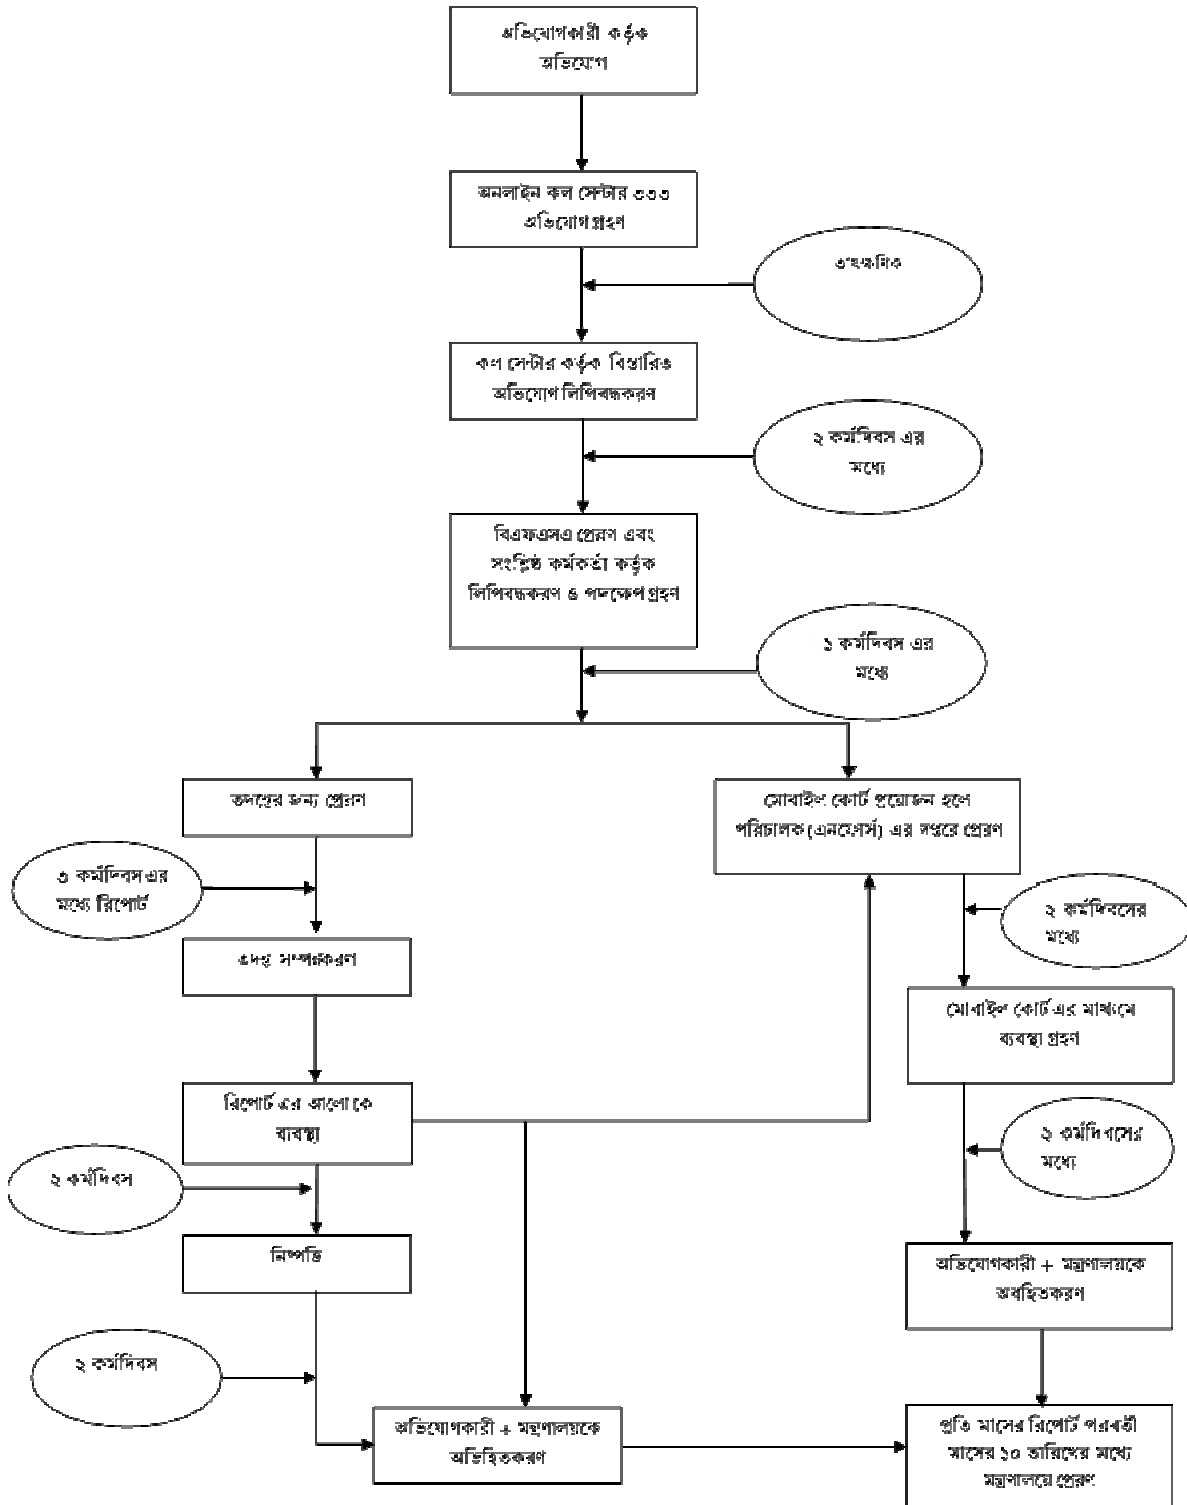 অভিযোগকারী কর্তৃক
অভিযোগ
অনলাইন কল সেন্টার ৩৩৩
অভিযোগ গ্রহণ
তাৎক্ষণিক
কল সেন্টার কর্তৃক বিস্তারিত
অভিযোগ লিপিবদ্ধকরণ
২ কর্মদিবস এর
মধ্যে
বিএফএসএ প্রেরণ এবং
সংশ্লিষ্ঠ কর্মকর্তা কর্তৃক
লিপিবদ্ধকরণ ও পদক্ষেপ গ্রহণ
১ কর্মদিবস এর
মধ্যে
তদন্তের জন্য প্রেরণ
মোবাইল কোর্ট প্রয়োজন হলে
পরিচালক (এনফোর্স) এর দপ্তরে প্রেরণ
৩ কর্মদিবস এর
মধ্যে রিপোর্ট
২ কর্মদিবসের
মধ্যে
তদন্ত সম্পন্নকরণ
মোবাইল কোর্ট এর মাধ্যমে
ব্যবস্থা গ্রহণ
রিপোর্ট এর আলোকে
ব্যবস্থা
২ কর্মদিবসের
মধ্যে
২ কর্মদিবস
নিষ্পত্তি
অভিযোগকারী + মন্ত্রণালয়কে
অবহিতকরণ
২ কর্মদিবস
অভিযোগকারী + মন্ত্রণালয়কে
অভিহিতকরণ
প্রতি মাসের রিপোর্ট পরবর্তী
মাসের ১০ তারিখের মধ্যে
মন্ত্রণালয়ে প্রেরণ